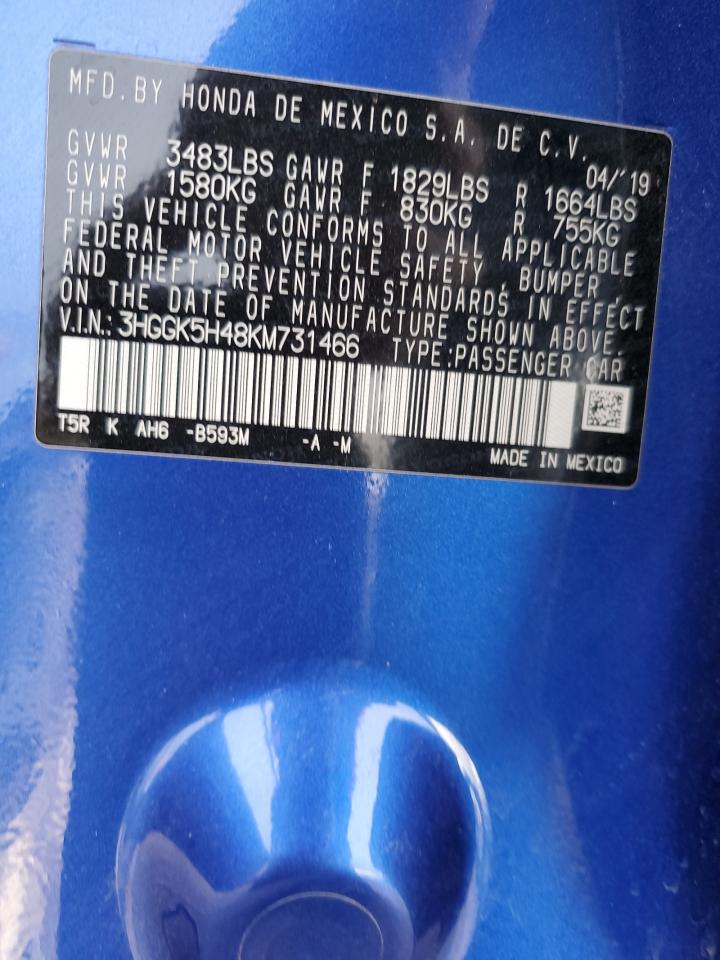 MFD. BY HONDA DE MEXICO S.A. DE C.V.
04/'19
GVWR 3483LBS GAWR F 1829LBS R 1664LBS
GVWR 1580KG GAWR F 830KG R 755KG
THIS VEHICLE CONFORMS TO ALL APPLICABLE
FEDERAL MOTOR VEHICLE SAFETY , BUMPER ,
AND THEFT PREVENTION STANDARDS IN EFFECT
ON THE DATE OF MANUFACTURE SHOWN ABOVE.
V.I.N.: 3HGGK5H48KM731466 TYPE:PASSENGER CAR
T5R K AH6 -B593M -A -M
MADE IN MEXICO